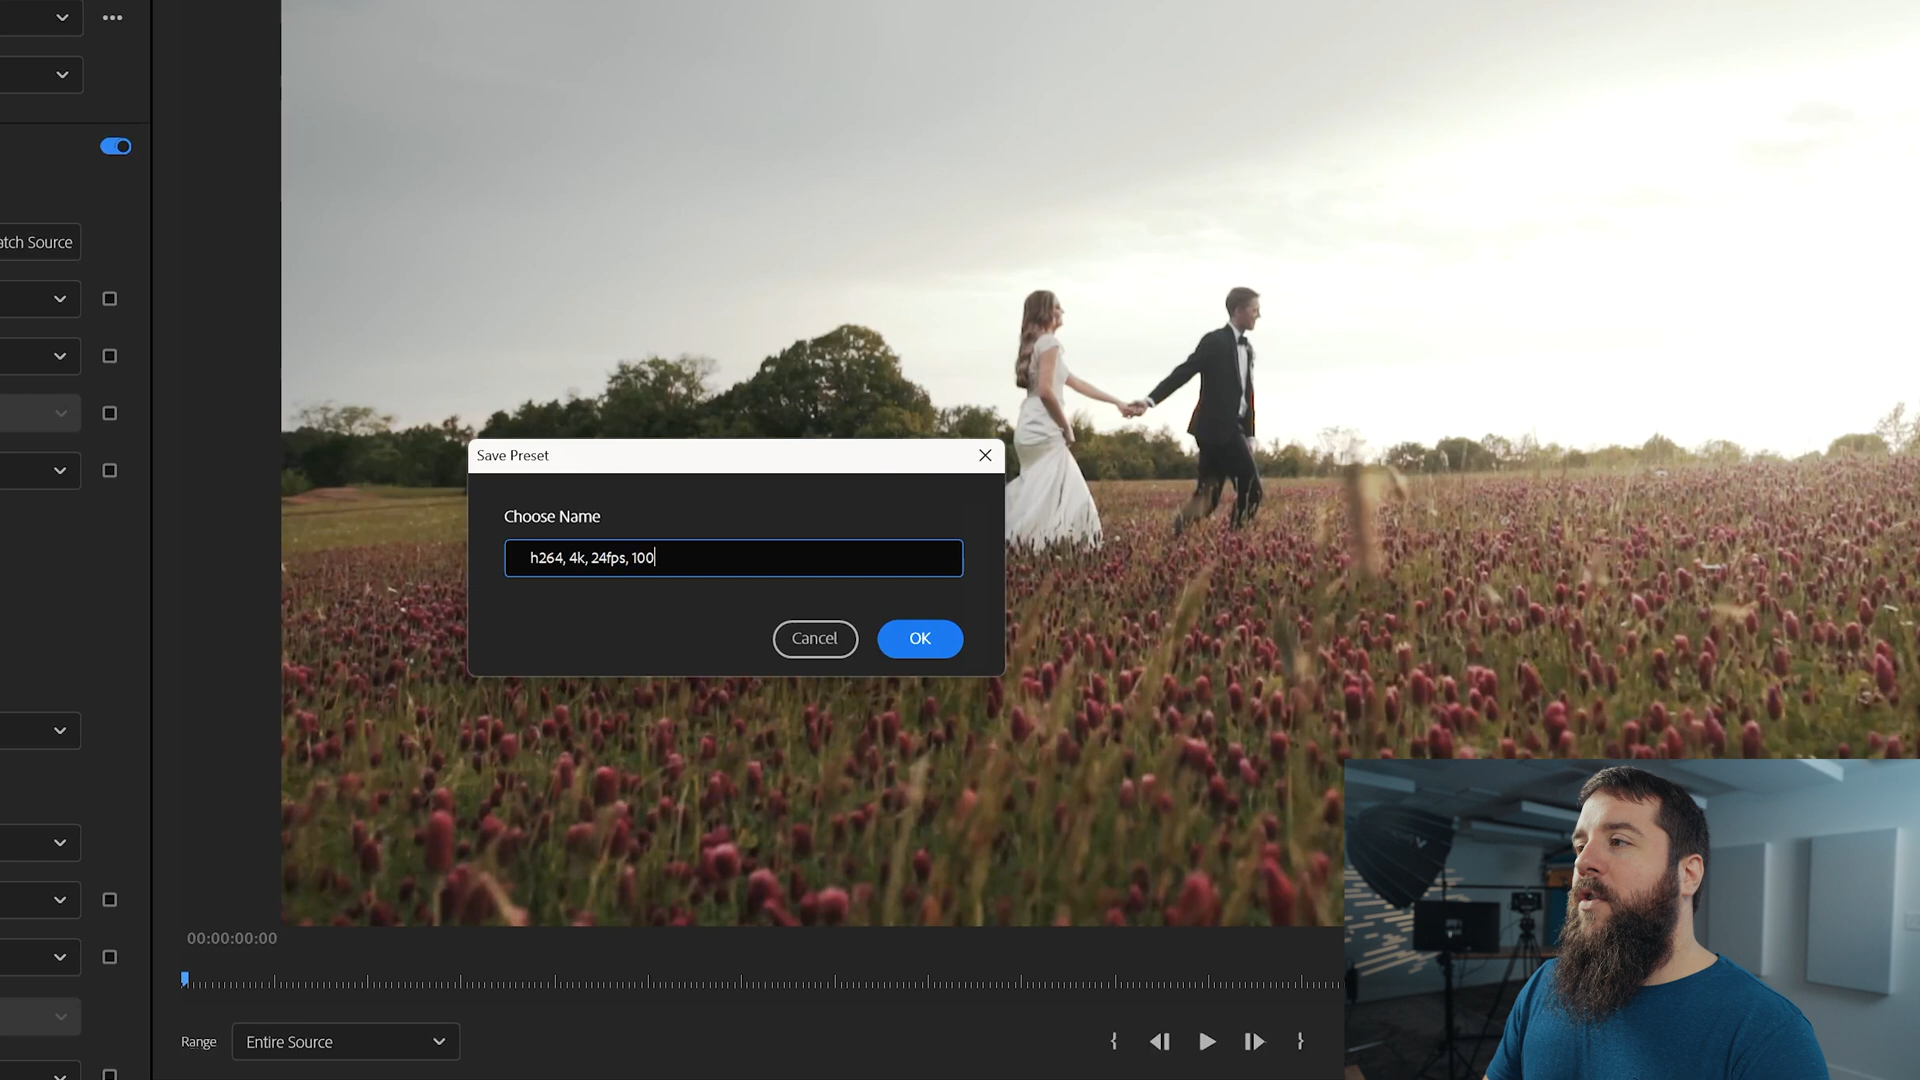 atch Source
Save Preset
Choose Name
h264, 4k, 24fps, 100
Cancel
OK
00:00:00:00
Range
Entire Source